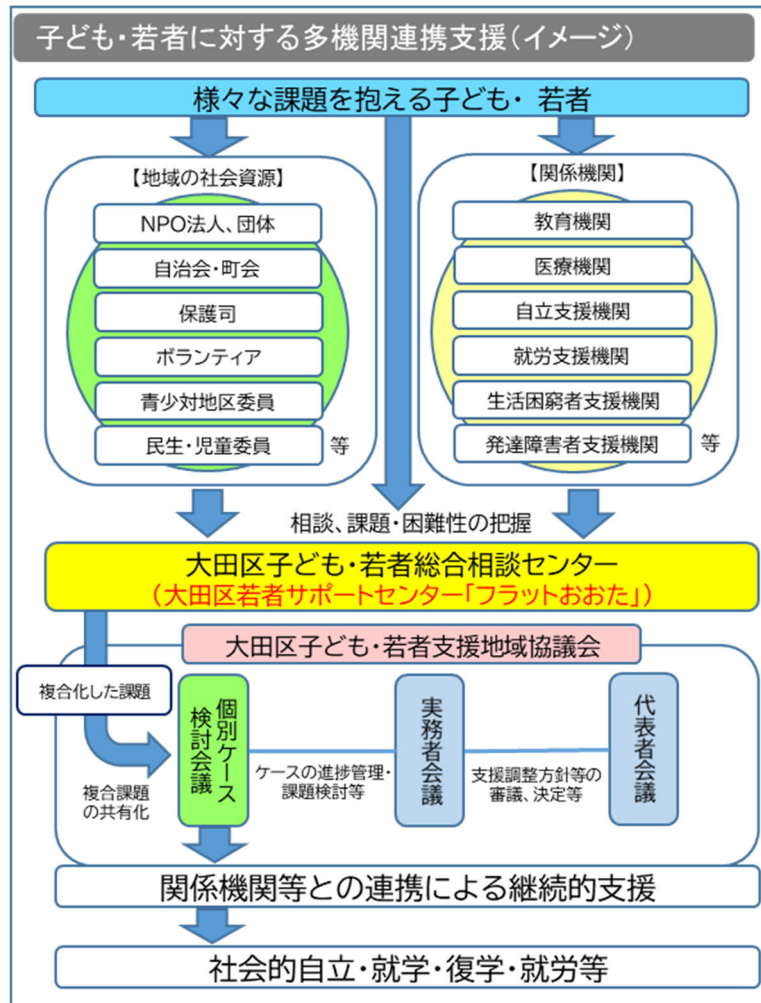 子ども・若者に対する多機関連携支援（イメージ）
様々な課題を抱える子ども・ 若者
【地域の社会資源】
NPO法人、団体
自治会・町会
保護司
ボランティア
青少対地区委員
民生・児童委員 等
【関係機関】
教育機関
医療機関
自立支援機関
就労支援機関
生活困窮者支援機関
発達障害者支援機関 等
相談、課題・困難性の把握
大田区子ども・若者総合相談センター
（大田区若者サポートセンター「フラットおおた」）
大田区子ども・若者支援地域協議会
複合化した課題
複合課題
の共有化
個別ケース
検討会議
ケースの進捗管理・
課題検討等
実務者会議
支援調整方針等の
審議、決定等
代表者会議
関係機関等との連携による継続的支援
社会的自立・就学・復学・就労等